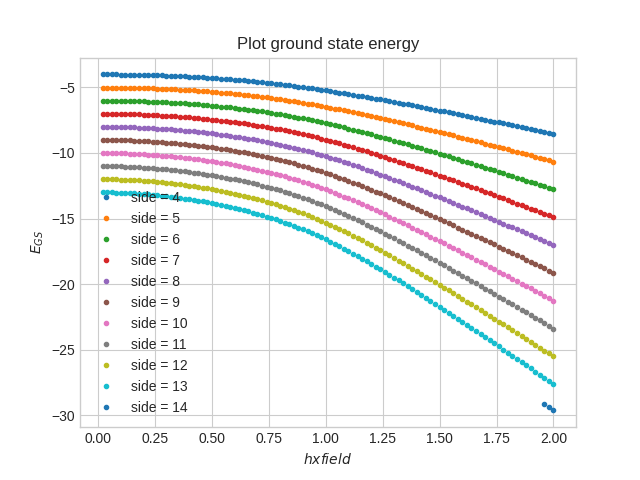 Plot ground state energy
E_GS
−5
−10
−15
−20
−25
−30
side = 4
side = 5
side = 6
side = 7
side = 8
side = 9
side = 10
side = 11
side = 12
side = 13
side = 14
0.00 0.25 0.50 0.75 1.00 1.25 1.50 1.75 2.00
hxfield